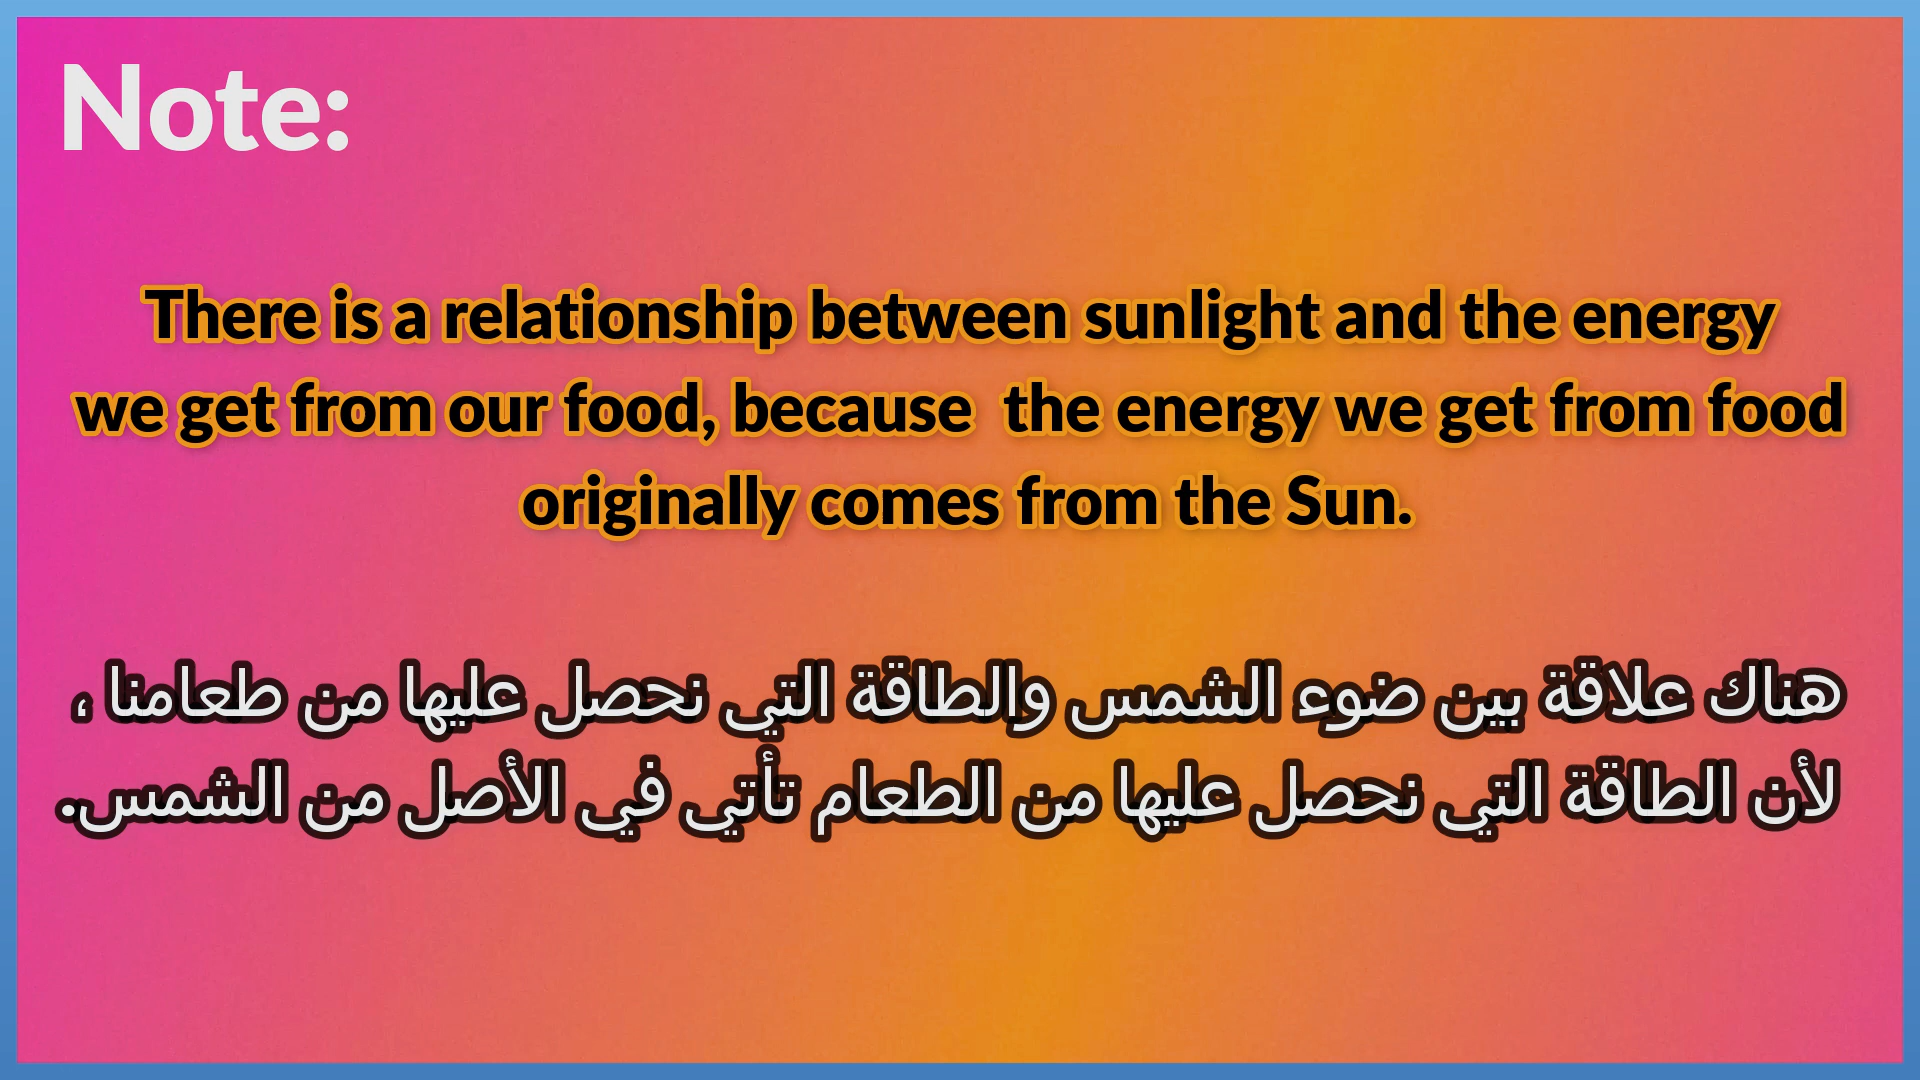 Note:
There is a relationship between sunlight and the energy
we get from our food, because  the energy we get from food
originally comes from the Sun.
هناك علاقة بين ضوء الشمس والطاقة التي نحصل عليها من طعامنا ،
لأن الطاقة التي نحصل عليها من الطعام تأتي في الأصل من الشمس.